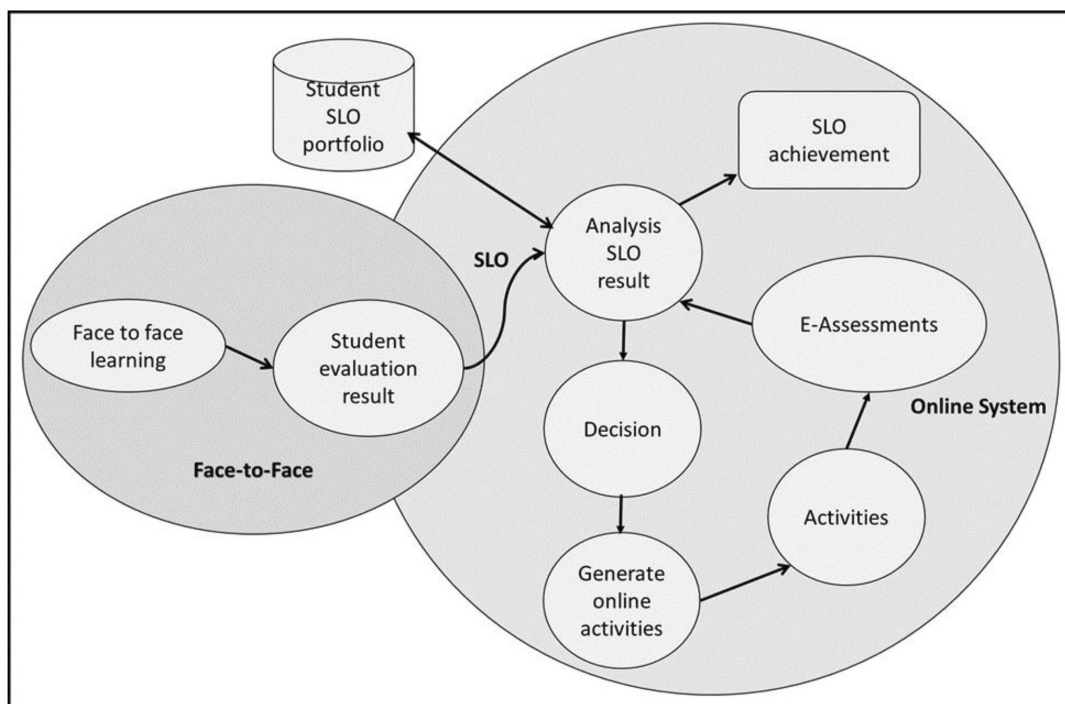 Student
SLO
portfolio
SLO
achievement
Analysis
SLO
result
SLO
Face to face
learning
Student
evaluation
result
E-Assessments
Online System
Decision
Face-to-Face
Activities
Generate
online
activities